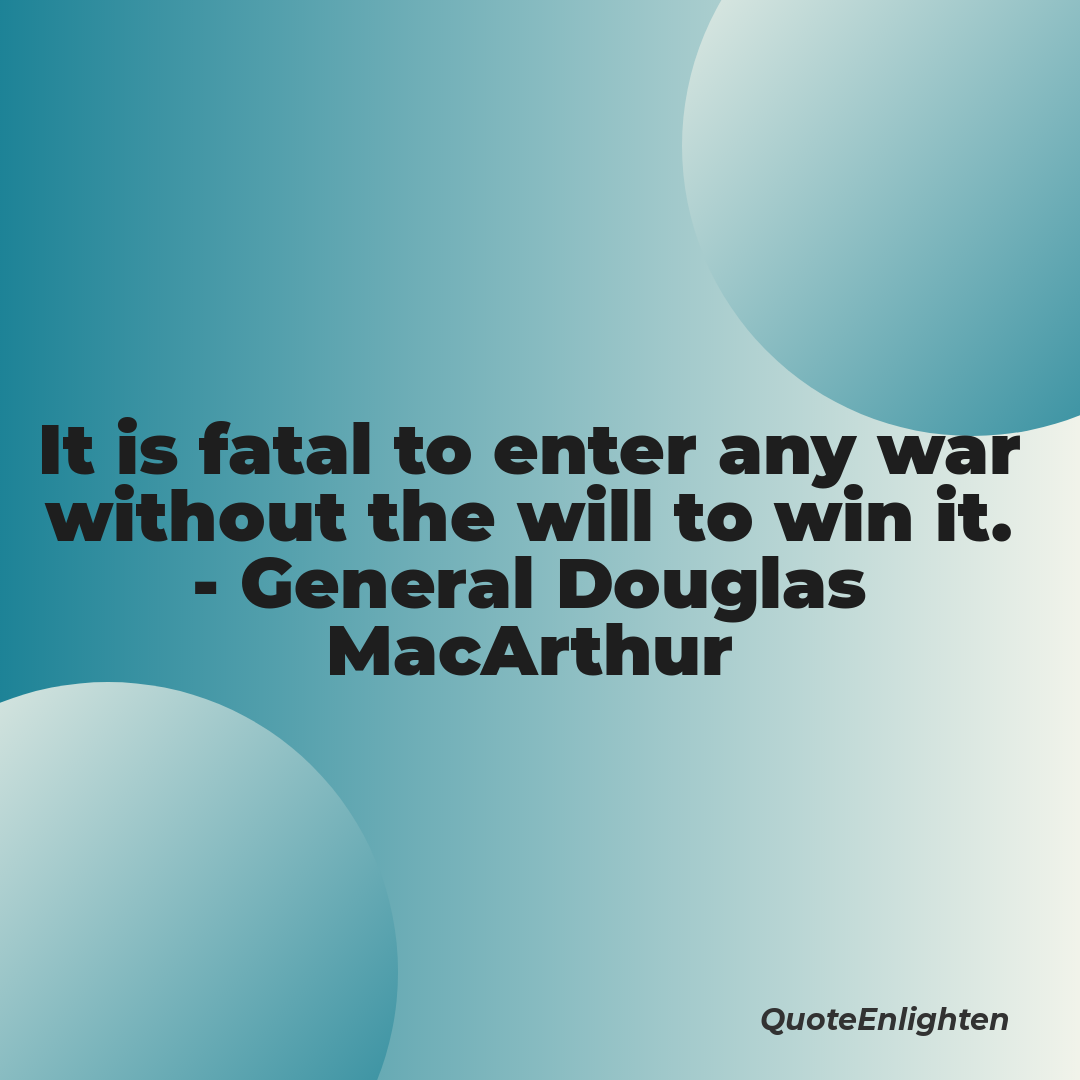 It is fatal to enter any war
without the will to win it.
- General Douglas
MacArthur
QuoteEnlighten